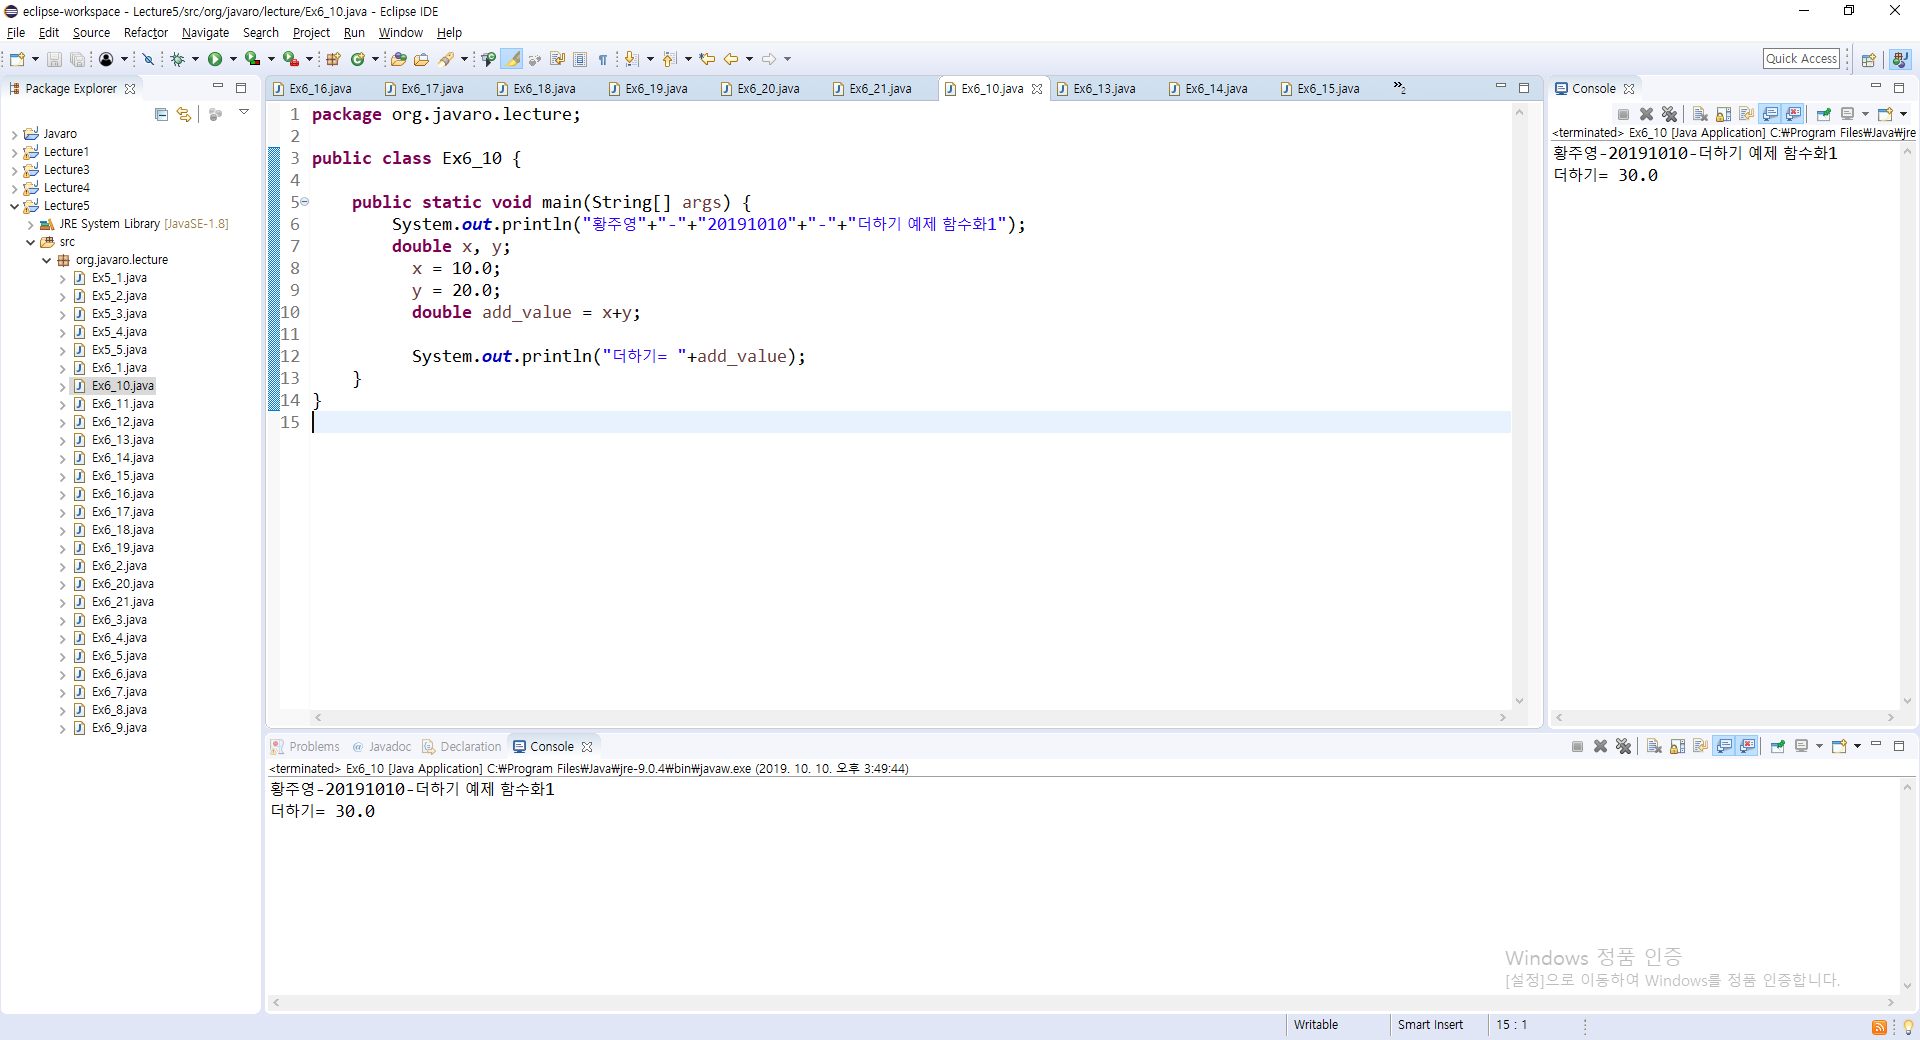 eclipse-workspace - Lecture5/src/org/javaro/lecture/Ex6_10.java - Eclipse IDE
File Edit Source Refactor Navigate Search Project Run Window Help
Quick Access
Package Explorer
Javaro
Lecture1
Lecture3
Lecture4
Lecture5
JRE System Library [JavaSE-1.8]
src
org.javaro.lecture
Ex5_1.java
Ex5_2.java
Ex5_3.java
Ex5_4.java
Ex5_5.java
Ex6_1.java
Ex6_10.java
Ex6_11.java
Ex6_12.java
Ex6_13.java
Ex6_14.java
Ex6_15.java
Ex6_16.java
Ex6_17.java
Ex6_18.java
Ex6_19.java
Ex6_2.java
Ex6_20.java
Ex6_21.java
Ex6_3.java
Ex6_4.java
Ex6_5.java
Ex6_6.java
Ex6_7.java
Ex6_8.java
Ex6_9.java
Ex6_16.java Ex6_17.java Ex6_18.java Ex6_19.java Ex6_20.java Ex6_21.java Ex6_10.java Ex6_13.java Ex6_14.java Ex6_15.java »2
1 package org.javaro.lecture;
2
3 public class Ex6_10 {
4
5 public static void main(String[] args) {
6 System.out.println("황주영"+"-"+"20191010"+"-"+"더하기 예제 함수화1");
7 double x, y;
8 x = 10.0;
9 y = 20.0;
10 double add_value = x+y;
11
12 System.out.println("더하기= "+add_value);
13 }
14 }
15
Console
<terminated> Ex6_10 [Java Application] C:₩Program Files₩Java₩jre
황주영-20191010-더하기 예제 함수화1
더하기= 30.0
Problems @ Javadoc Declaration Console
<terminated> Ex6_10 [Java Application] C:₩Program Files₩Java₩jre-9.0.4₩bin₩javaw.exe (2019. 10. 10. 오후 3:49:44)
황주영-20191010-더하기 예제 함수화1
더하기= 30.0
Windows 정품 인증
[설정]으로 이동하여 Windows를 정품 인증합니다.
Writable Smart Insert 15 : 1